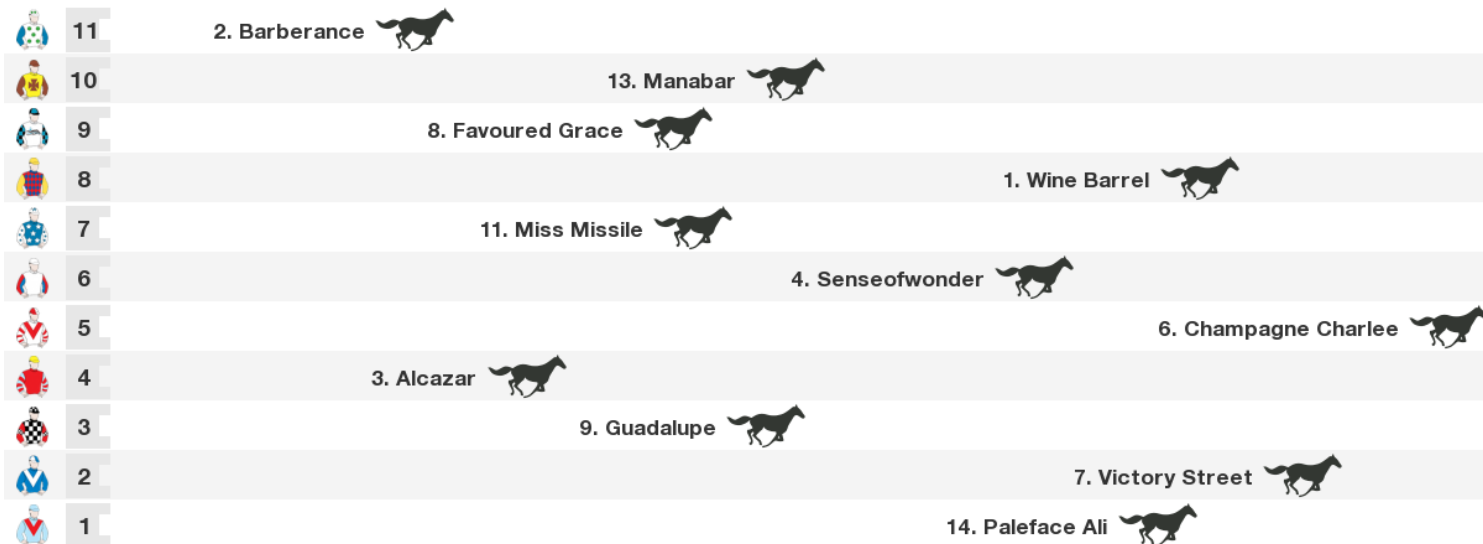 11 2. Barberance
10 13. Manabar
9 8. Favoured Grace
8 1. Wine Barrel
7 11. Miss Missile
6 4. Senseofwonder
5 6. Champagne Charlee
4 3. Alcazar
3 9. Guadalupe
2 7. Victory Street
1 14. Paleface Ali